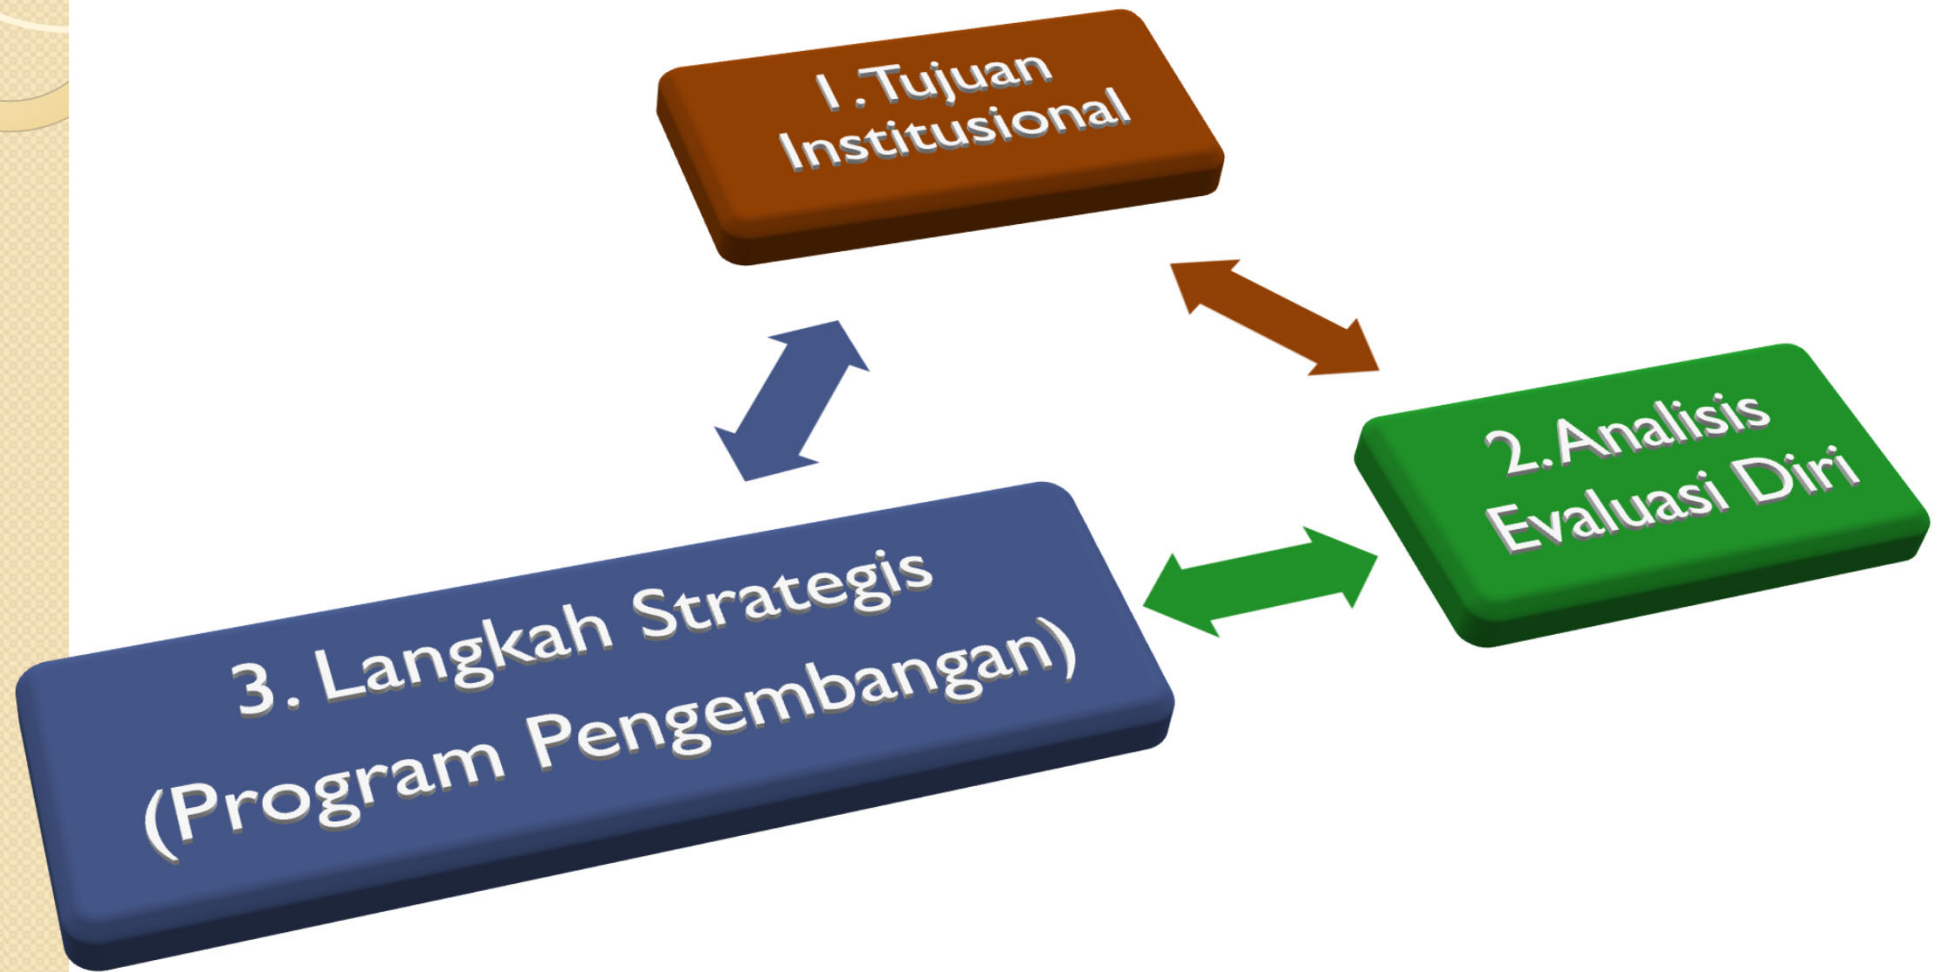 1.Tujuan
Institusional
2.Analisis
Evaluasi Diri
3. Langkah Strategis
(Program Pengembangan)